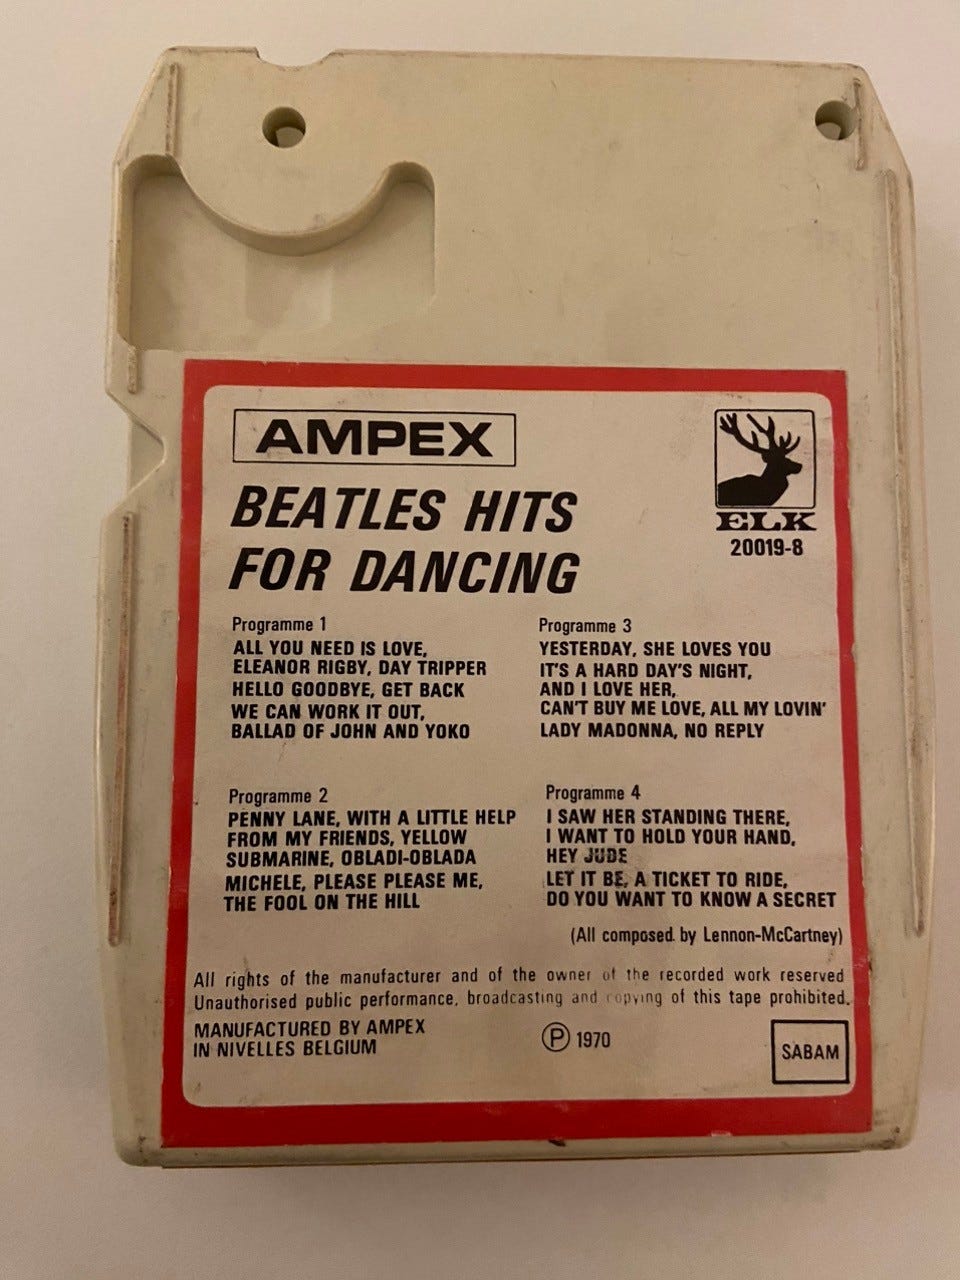 AMPEX
ELK
20019-8
BEATLES HITS
FOR DANCING
Programme 1
ALL YOU NEED IS LOVE,
ELEANOR RIGBY, DAY TRIPPER
HELLO GOODBYE, GET BACK
WE CAN WORK IT OUT,
BALLAD OF JOHN AND YOKO
Programme 2
PENNY LANE, WITH A LITTLE HELP
FROM MY FRIENDS, YELLOW
SUBMARINE, OBLADI-OBLADA
MICHELE, PLEASE PLEASE ME,
THE FOOL ON THE HILL
Programme 3
YESTERDAY, SHE LOVES YOU
IT'S A HARD DAY'S NIGHT,
AND I LOVE HER,
CAN'T BUY ME LOVE, ALL MY LOVIN'
LADY MADONNA, NO REPLY
Programme 4
I SAW HER STANDING THERE,
I WANT TO HOLD YOUR HAND,
HEY JUDE
LET IT BE, A TICKET TO RIDE,
DO YOU WANT TO KNOW A SECRET
(All composed by Lennon-McCartney)
All rights of the manufacturer and of the owner of the recorded work reserved
Unauthorised public performance, broadcasting and copying of this tape prohibited.
MANUFACTURED BY AMPEX
IN NIVELLES BELGIUM
Ⓟ 1970
SABAM